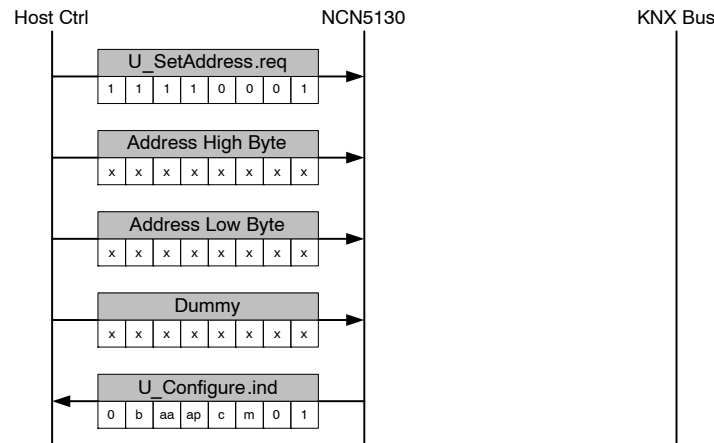 Host Ctrl NCN5130 KNX Bus
U_SetAddress.req
1 1 1 1 0 0 0 1
Address High Byte
x x x x x x x x
Address Low Byte
x x x x x x x x
Dummy
x x x x x x x x
U_Configure.ind
0 b aa ap c m 0 1